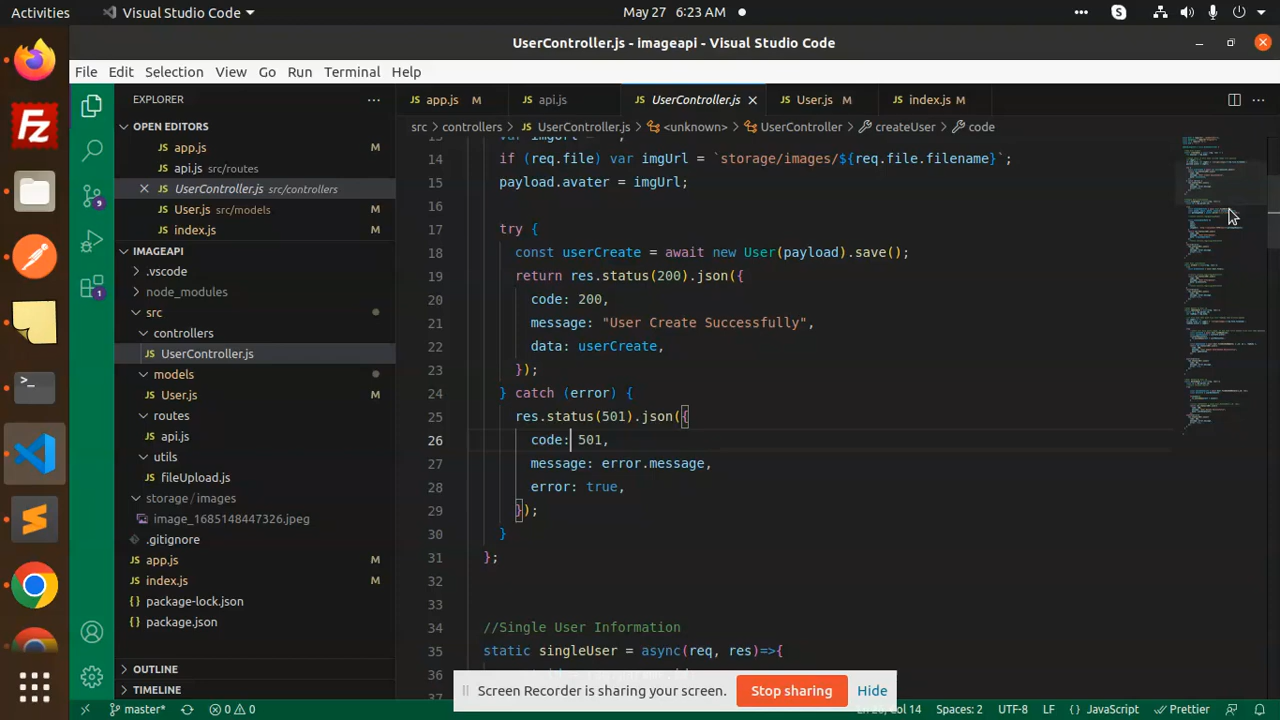 Activities
Visual Studio Code
May 27 6:23 AM
UserController.js - imageapi - Visual Studio Code
File Edit Selection View Go Run Terminal Help
EXPLORER
OPEN EDITORS
app.js M
api.js src/routes
UserController.js src/controllers
User.js src/models M
index.js M
IMAGEAPI
.vscode
node_modules
src
controllers
UserController.js
models
User.js M
routes
api.js
utils
fileUpload.js
storage/images
image_1685148447326.jpeg
.gitignore
app.js M
index.js M
package-lock.json
package.json
OUTLINE
TIMELINE
9
1
app.js M api.js UserController.js User.js M index.js M
src controllers UserController.js <unknown> UserController createUser code
14 if (req.file) var imgUrl = `storage/images/${req.file.filename}`;
15 payload.avater = imgUrl;
16
17 try {
18 const userCreate = await new User(payload).save();
19 return res.status(200).json({
20 code: 200,
21 message: "User Create Successfully",
22 data: userCreate,
23 });
24 } catch (error) {
25 res.status(501).json({
26 code: 501,
27 message: error.message,
28 error: true,
29 });
30 }
31 };
32
33
34 //Single User Information
35 static singleUser = async(req, res)=>{
36
Screen Recorder is sharing your screen. Stop sharing Hide
master* 0 0 Col 14 Spaces: 2 UTF-8 LF {} JavaScript Prettier